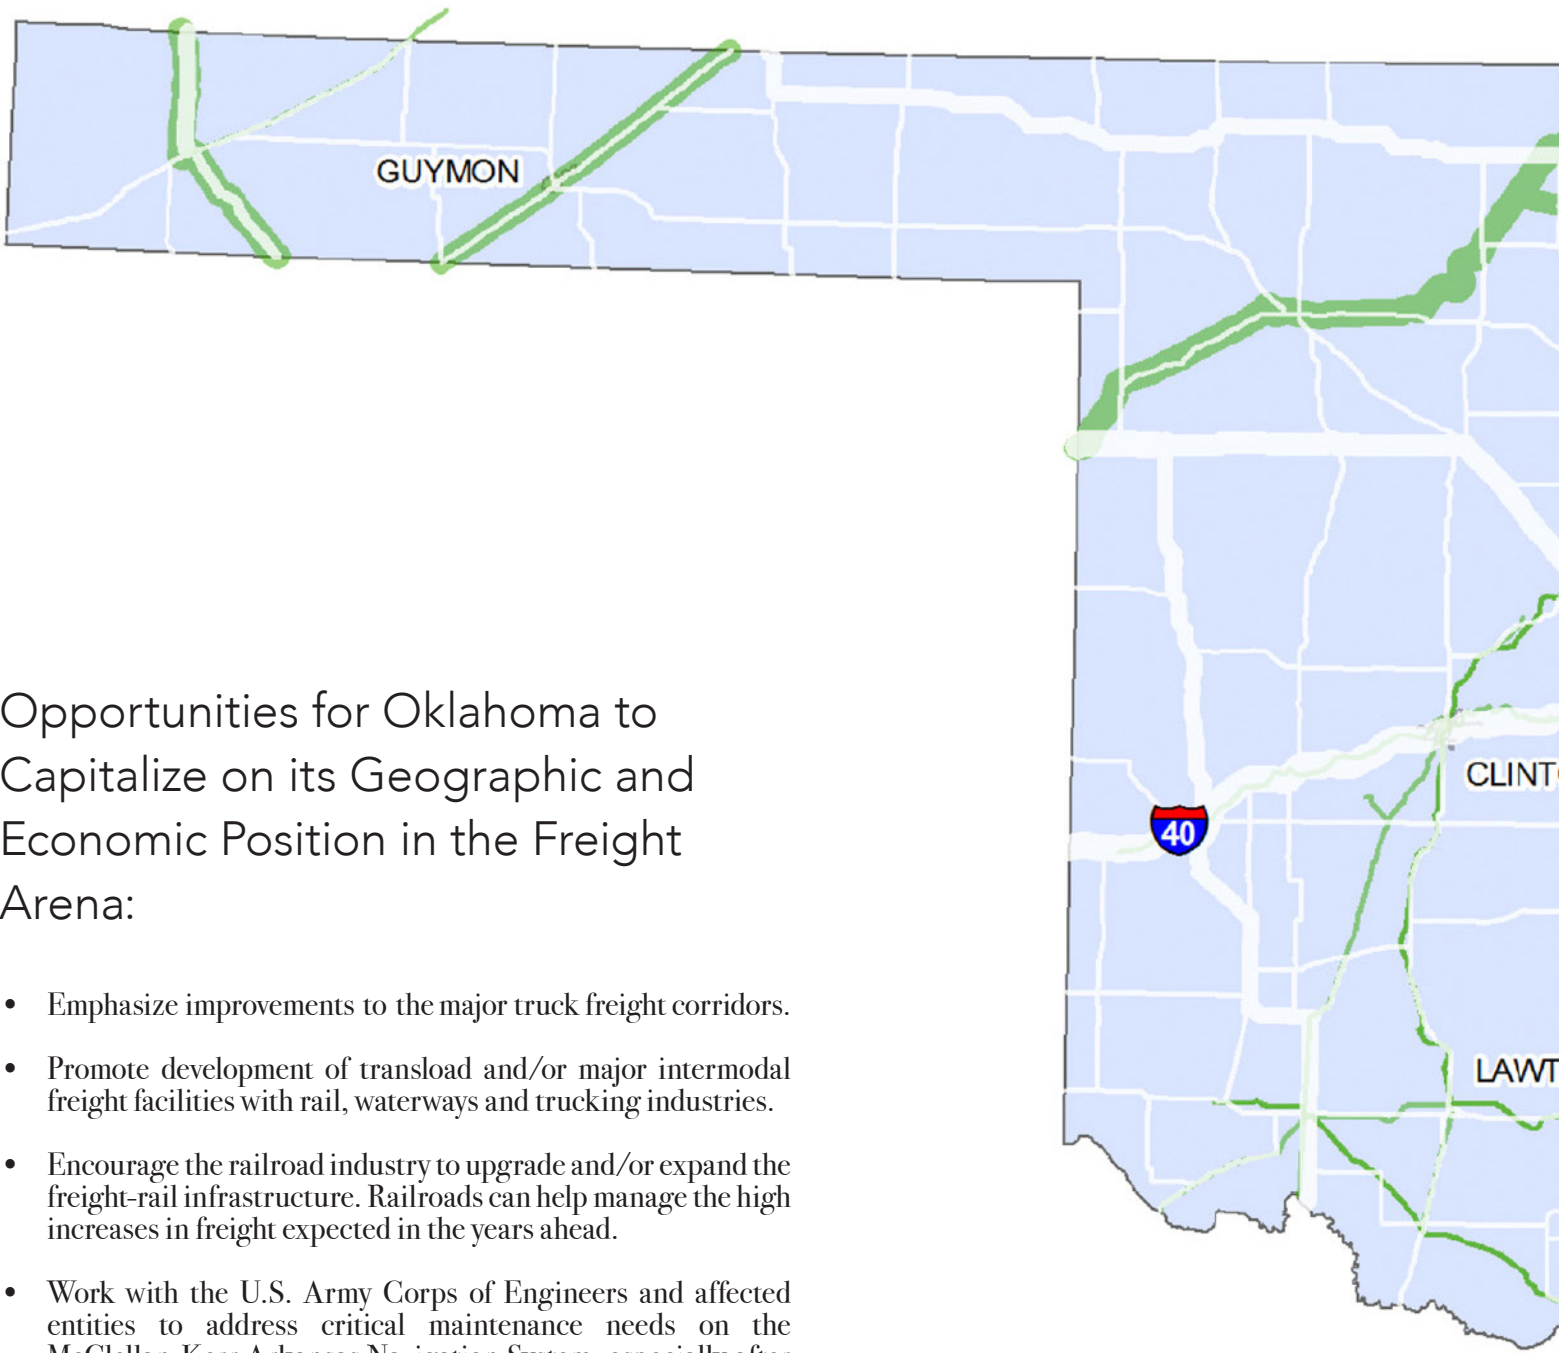 GUYMON
Opportunities for Oklahoma to
Capitalize on its Geographic and
Economic Position in the Freight
Arena:
• Emphasize improvements to the major truck freight corridors.
• Promote development of transload and/or major intermodal
freight facilities with rail, waterways and trucking industries.
• Encourage the railroad industry to upgrade and/or expand the
freight-rail infrastructure. Railroads can help manage the high
increases in freight expected in the years ahead.
• Work with the U.S. Army Corps of Engineers and affected
entities to address critical maintenance needs on the
CLINT
40
LAWT